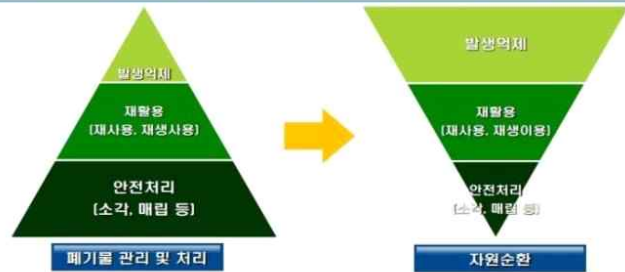 발생억제
재활용
(재사용, 재생사용)
안전처리
(소각, 매립 등)
폐기물 관리 및 처리
발생억제
재활용
(재사용, 재생이용)
안전처리
(소각, 매립 등)
자원순환